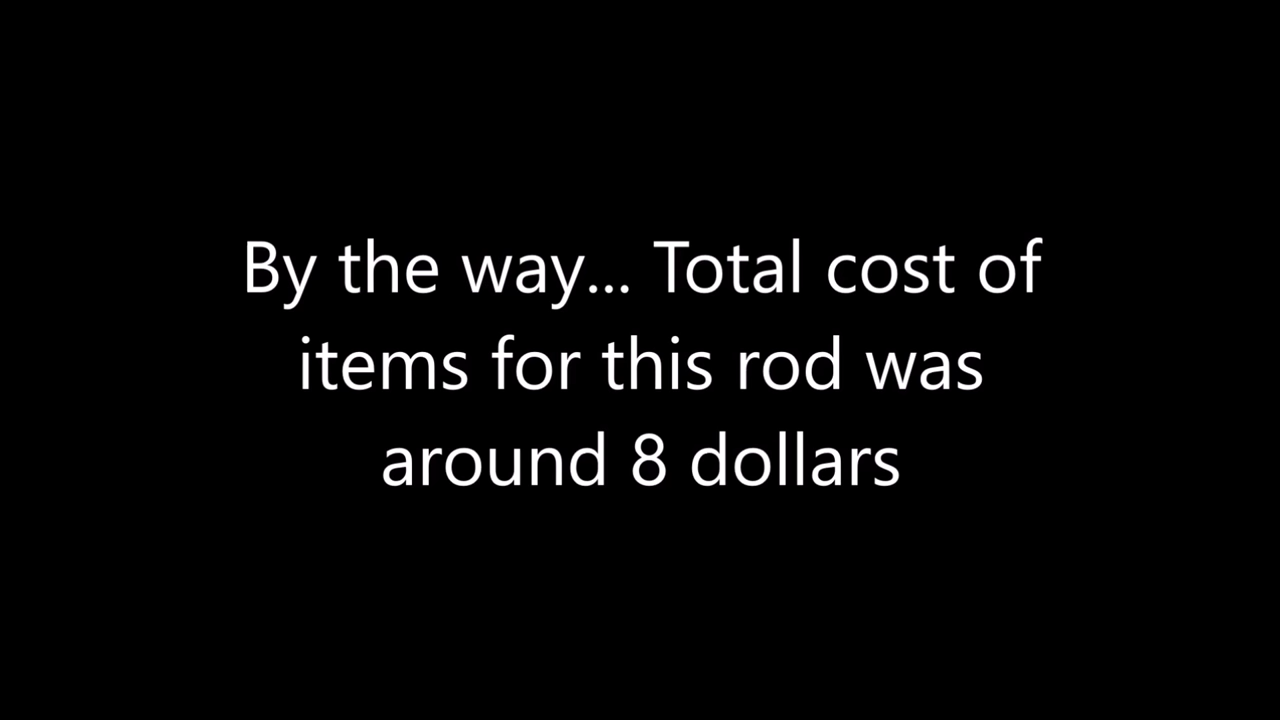 By the way... Total cost of
items for this rod was
around 8 dollars